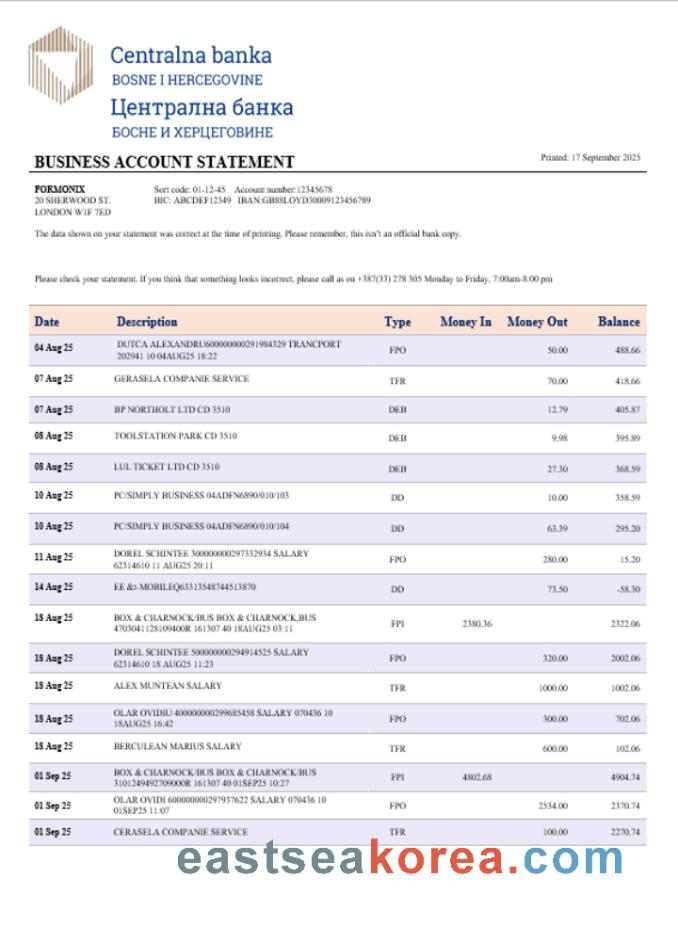 Centralna banka
BOSNE I HERCEGOVINE
Централна банка
БОСНЕ И ХЕРЦЕГОВИНЕ
BUSINESS ACCOUNT STATEMENT
Printed: 17 September 2025
FORMONIX Sort code: 01-12-45 Account number:12345678
20 SHERWOOD ST. BIC: ABCDEF12349 IBAN:GB88LOYD30009123456789
LONDON W1F 7ED
The data shown on your statement was correct at the time of printing. Please remember, this isn't an official bank copy.
Please check your statement. If you think that something looks incorrect, please call as on +387(33) 278 305 Monday to Friday, 7:00am-8:00 pm
Date Description Type Money In Money Out Balance
04 Aug 25 DUTCA ALEXANDRU600000000291984329 TRANCPORT
202941 10 04AUG25 18:22 FPO 50.00 488.66
07 Aug 25 GERASELA COMPANIE SERVICE TFR 70.00 418.66
07 Aug 25 BP NORTHOLT LTD CD 3510 DEB 12.79 405.87
08 Aug 25 TOOLSTATION PARK CD 3510 DEB 9.98 395.89
08 Aug 25 LUL TICKET LTD CD 3510 DEB 27.30 368.59
10 Aug 25 PC/SIMPLY BUSINESS 04ADFN6890/010/103 DD 10.00 358.59
10 Aug 25 PC/SIMPLY BUSINESS 04ADFN6890/010/104 DD 63.39 295.20
11 Aug 25 DOREL SCHINTEE 300000000297332934 SALARY
62314610 11 AUG25 20:11 FPO 280.00 15.20
14 Aug 25 EE &t-MOBILEQ63313548744513870 DD 73.50 -58.30
18 Aug 25 BOX & CHARNOCK/BUS BOX & CHARNOCK,BUS
4703041128109400R 161307 40 18AUG25 03:11 FPI 2380.36 2322.06
18 Aug 25 DOREL SCHINTEE 500000000294914525 SALARY
62314610 18 AUG25 11:23 FPO 320.00 2002.06
18 Aug 25 ALEX MUNTEAN SALARY TFR 1000.00 1002.06
18 Aug 25 OLAR OVIDIU 400000000299685458 SALARY 070436 10
18AUG25 16:42 FPO 300.00 702.06
18 Aug 25 BERCULEAN MARIUS SALARY TFR 600.00 102.06
01 Sep 25 BOX & CHARNOCK/BUS BOX & CHARNOCK/BUS
3101249492709000R 161307 40 01SEP25 10:27 FPI 4802.68 4904.74
01 Sep 25 OLAR OVIDI 600000000297937622 SALARY 070436 10
01SEP25 11:07 FPO 2534.00 2370.74
01 Sep 25 CERASELA COMPANIE SERVICE TFR 100.00 2270.74
eastseakorea.com